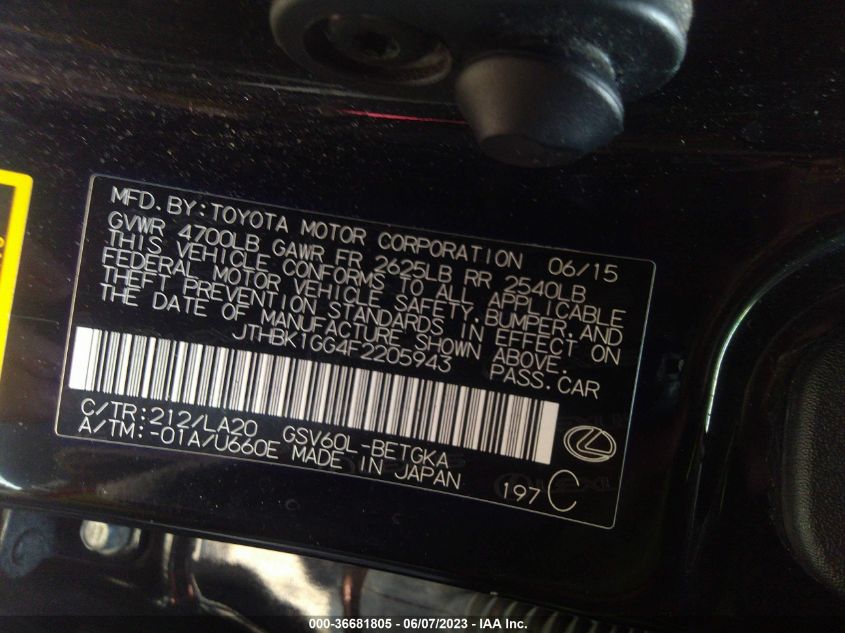 MFD. BY: TOYOTA MOTOR CORPORATION 06/15
GVWR 4700LB GAWR FR 2625LB RR 2540LB
THIS VEHICLE CONFORMS TO ALL APPLICABLE
FEDERAL MOTOR VEHICLE SAFETY, BUMPER, AND
THEFT PREVENTION STANDARDS IN EFFECT ON
THE DATE OF MANUFACTURE SHOWN ABOVE.
JTHBK1GG4F2205943 PASS. CAR
C/TR: 212/LA20 GSV60L-BETGKA
A/TM: -01A/U660E MADE IN JAPAN 197 C
000-36681805 - 06/07/2023 - IAA Inc.